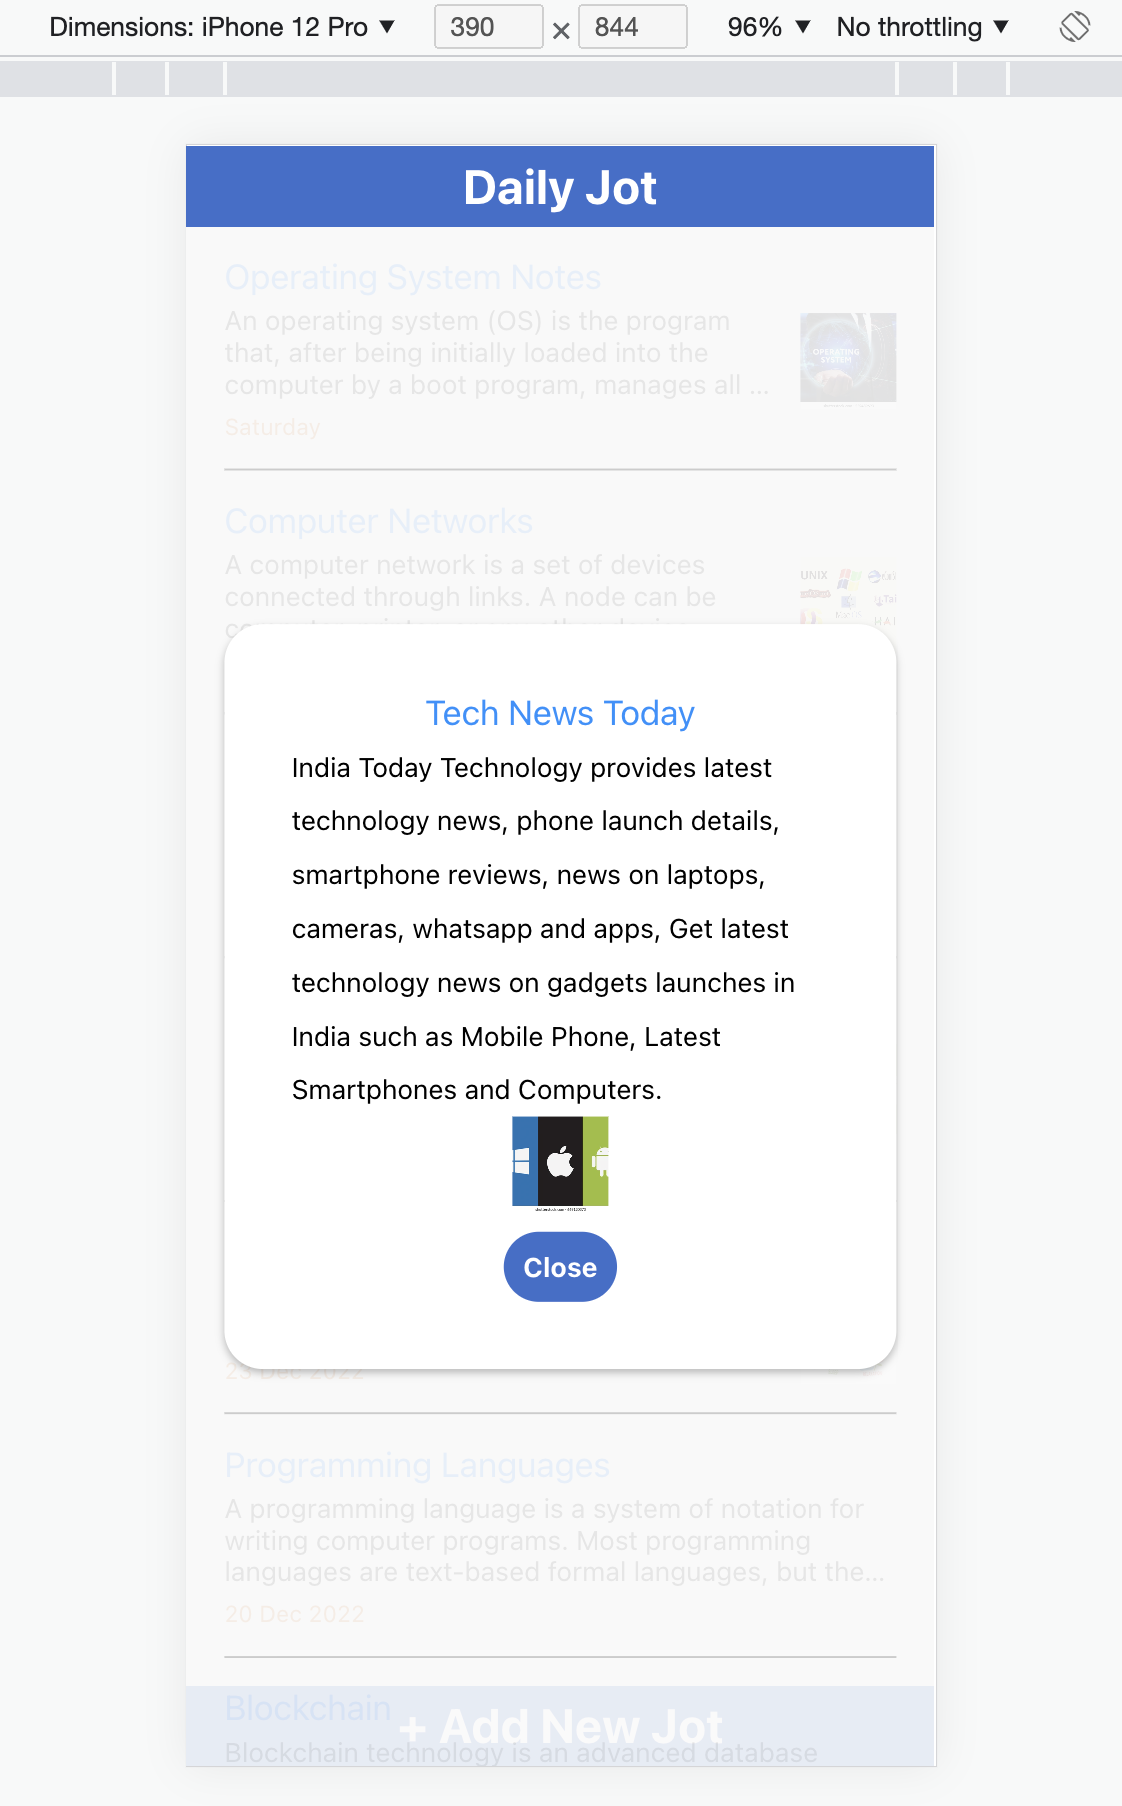 Dimensions: iPhone 12 Pro ▼ 390 × 844 96% ▼ No throttling ▼
Daily Jot
Operating System Notes
An operating system (OS) is the program
that, after being initially loaded into the
computer by a boot program, manages all ...
OPERATING
SYSTEM
Saturday
Computer Networks
A computer network is a set of devices
connected through links. A node can be
UNIX
Tech News Today
India Today Technology provides latest
technology news, phone launch details,
smartphone reviews, news on laptops,
cameras, whatsapp and apps, Get latest
technology news on gadgets launches in
India such as Mobile Phone, Latest
Smartphones and Computers.
Close
23 Dec 2022
Programming Languages
A programming language is a system of notation for
writing computer programs. Most programming
languages are text-based formal languages, but the...
20 Dec 2022
Blockchain
+ Add New Jot
Blockchain technology is an advanced database